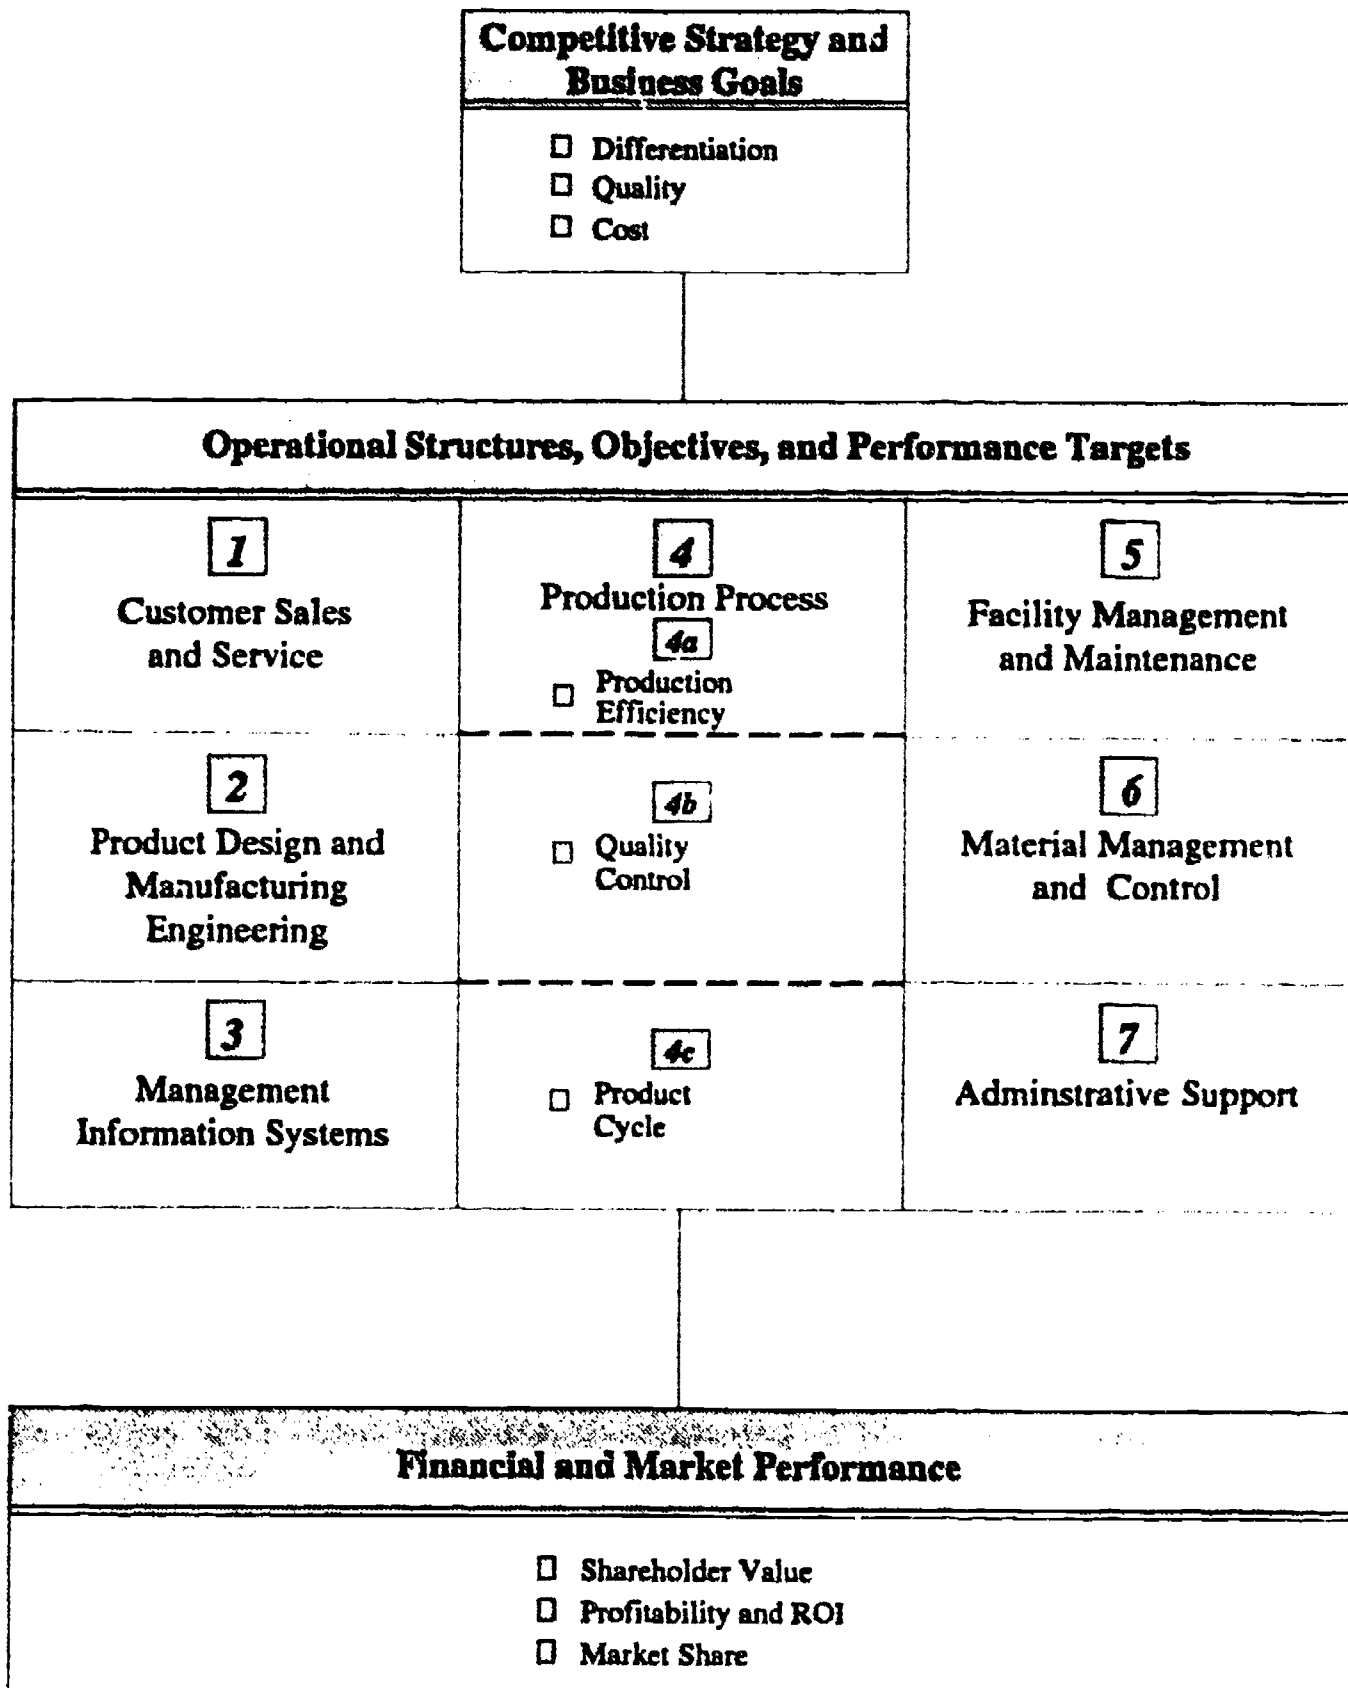 Competitive Strategy and
Business Goals
Differentiation
Quality
Cost
Operational Structures, Objectives, and Performance Targets
1
Customer Sales
and Service
2
Product Design and
Manufacturing
Engineering
3
Management
Information Systems
4
Production Process
4a
Production
Efficiency
4b
Quality
Control
4c
Product
Cycle
5
Facility Management
and Maintenance
6
Material Management
and Control
7
Adminstrative Support
Financial and Market Performance
Shareholder Value
Profitability and ROI
Market Share